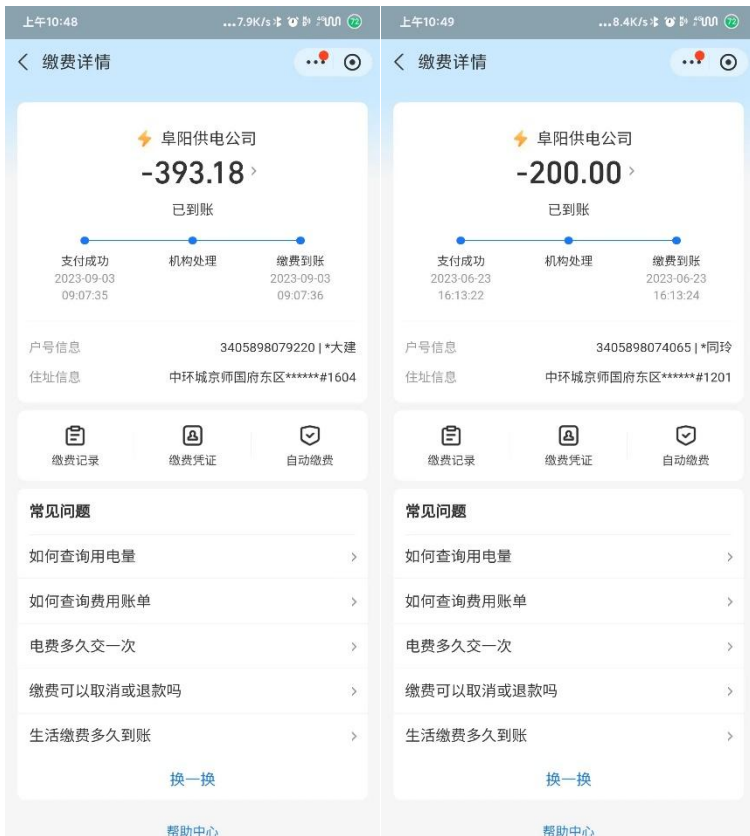 上午10:48
...7.9K/s
72
缴费详情
阜阳供电公司
-393.18
已到账
支付成功
机构处理
缴费到账
2023-09-03
2023-09-03
09:07:35
09:07:36
户号信息
3405898079220 | *大建
住址信息
中环城京师国府东区******#1604
缴费记录
缴费凭证
自动缴费
常见问题
如何查询用电量
如何查询费用账单
电费多久交一次
缴费可以取消或退款吗
生活缴费多久到账
换一换
帮助中心
上午10:49
...8.4K/s
72
缴费详情
阜阳供电公司
-200.00
已到账
支付成功
机构处理
缴费到账
2023-06-23
2023-06-23
16:13:22
16:13:24
户号信息
3405898074065 | *同玲
住址信息
中环城京师国府东区******#1201
缴费记录
缴费凭证
自动缴费
常见问题
如何查询用电量
如何查询费用账单
电费多久交一次
缴费可以取消或退款吗
生活缴费多久到账
换一换
帮助中心